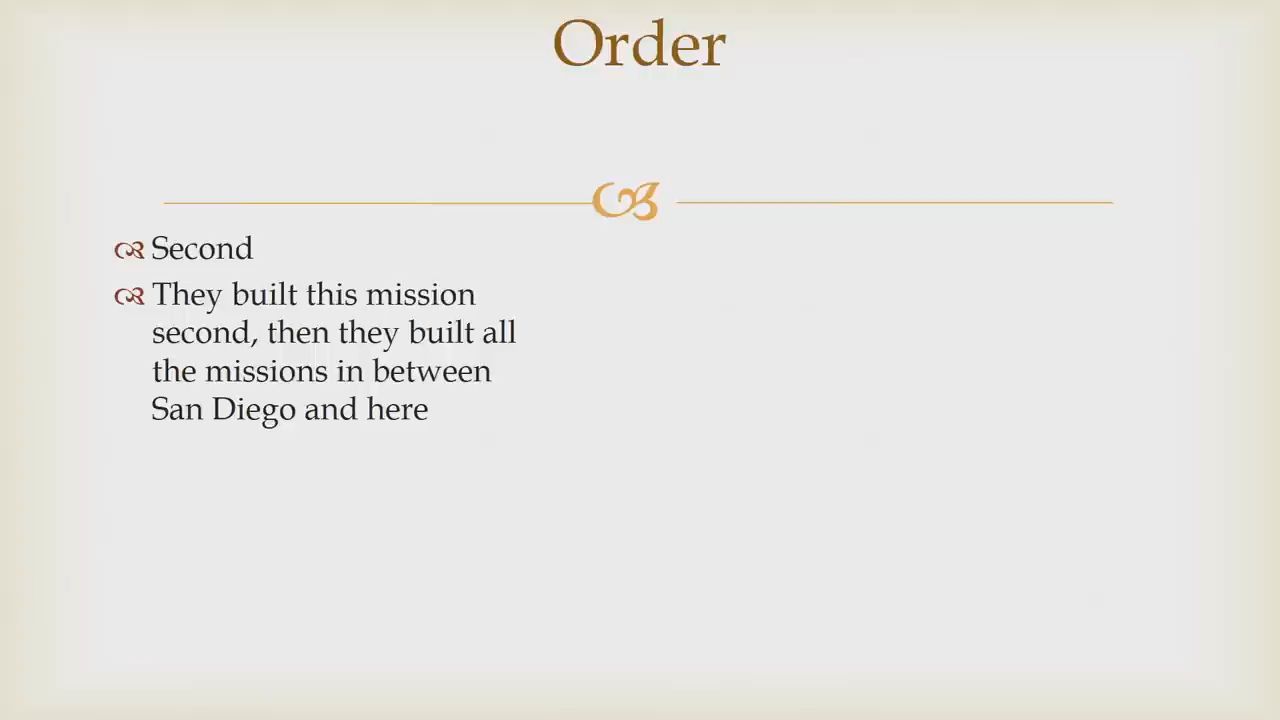 Order
Second
They built this mission
second, then they built all
the missions in between
San Diego and here